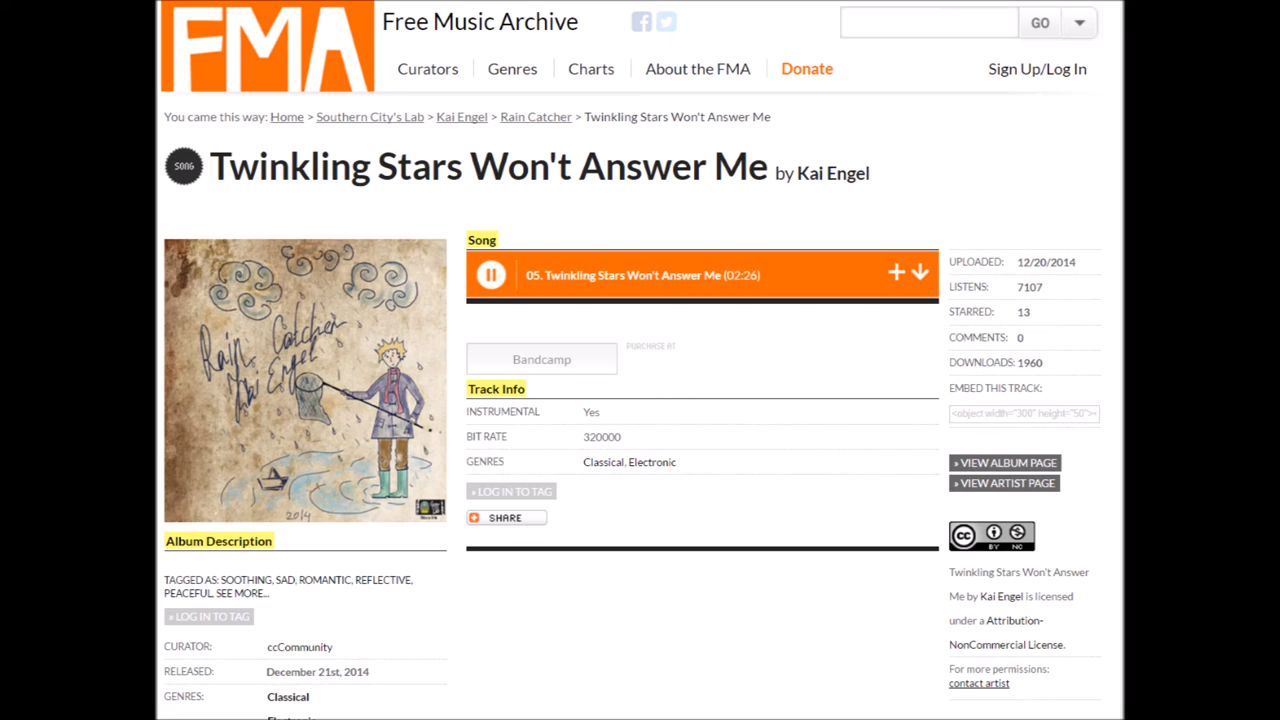 FMA
Free Music Archive
GO
Curators
Genres
Charts
About the FMA
Donate
Sign Up/Log In
You came this way: Home > Southern City's Lab > Kai Engel > Rain Catcher > Twinkling Stars Won't Answer Me
SONG
Twinkling Stars Won't Answer Me by Kai Engel
Rain Catcher
Kai Engel
2014
Album Description
TAGGED AS: SOOTHING, SAD, ROMANTIC, REFLECTIVE,
PEACEFUL, SEE MORE...
» LOG IN TO TAG
CURATOR: ccCommunity
RELEASED: December 21st, 2014
GENRES: Classical
Electronic
Song
05. Twinkling Stars Won't Answer Me (02:26)
Bandcamp
PURCHASE AT
Track Info
INSTRUMENTAL Yes
BIT RATE 320000
GENRES Classical, Electronic
» LOG IN TO TAG
SHARE
UPLOADED: 12/20/2014
LISTENS: 7107
STARRED: 13
COMMENTS: 0
DOWNLOADS: 1960
EMBED THIS TRACK:
<object width="300" height="50"><
» VIEW ALBUM PAGE
» VIEW ARTIST PAGE
cc BY NC
Twinkling Stars Won't Answer
Me by Kai Engel is licensed
under a Attribution-
NonCommercial License.
For more permissions:
contact artist